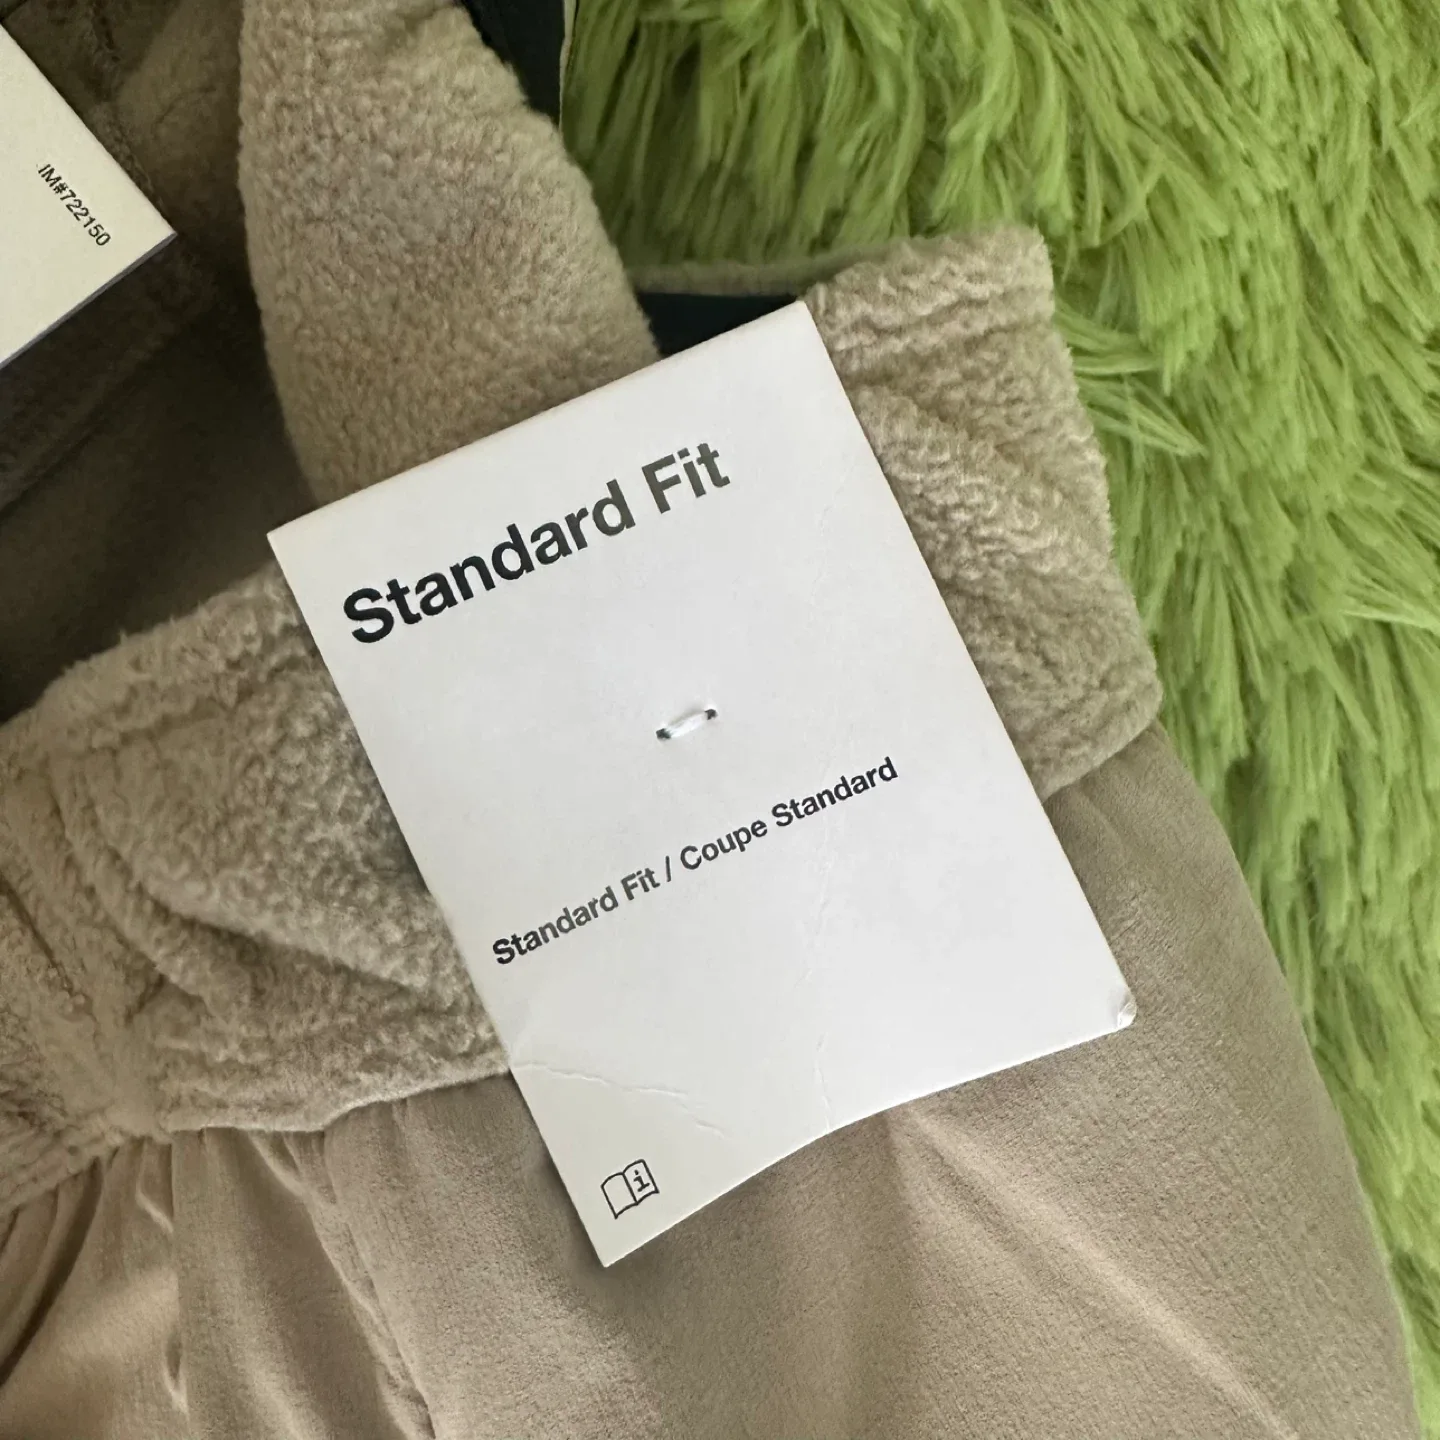 IM#722150
Standard Fit
Standard Fit / Coupe Standard
i